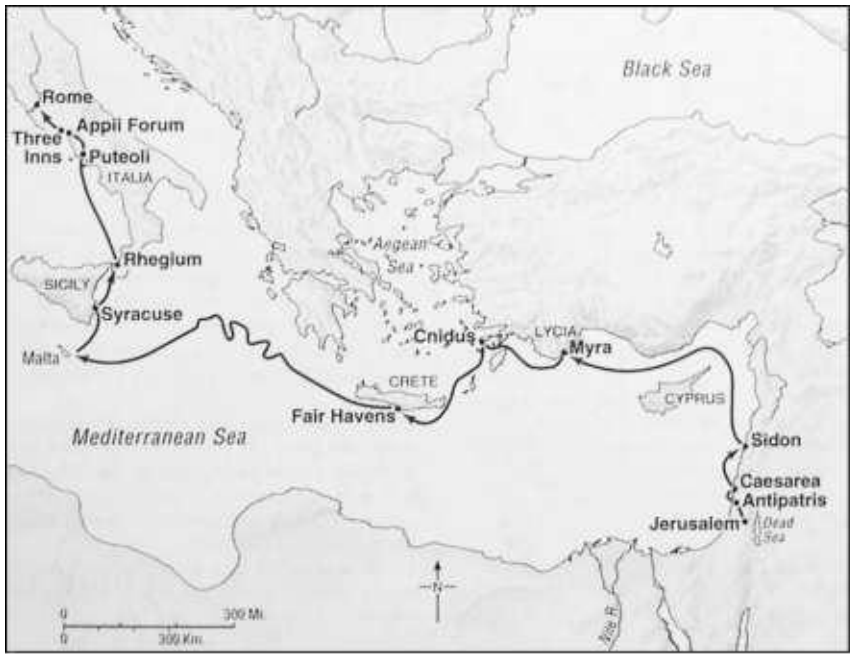 Black Sea
Rome
Appii Forum
Three
Inns
Puteoli
ITALIA
Aegean
Sea
Rhegium
SICILY
Syracuse
Malta
Cnidus
LYCIA
Myra
CRETE
CYPRUS
Fair Havens
Mediterranean Sea
Sidon
Caesarea
Antipatris
Jerusalem
Dead
Sea
N
Nile R.
0 300 Mi.
0 300 Km.